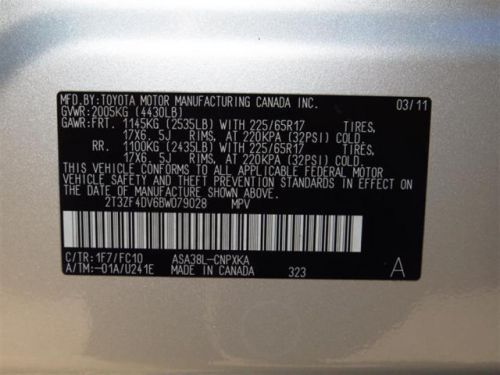 MFD.BY:TOYOTA MOTOR MANUFACTURING CANADA INC. 03/11
GVWR:2005KG (4430LB)
GAWR:FRT. 1145KG (2535LB) WITH 225/65R17 TIRES,
17X6. 5J RIMS, AT 220KPA (32PSI) COLD
RR. 1100KG (2435LB) WITH 225/65R17 TIRES,
17X6. 5J RIMS, AT 220KPA (32PSI) COLD
THIS VEHICLE CONFORMS TO ALL APPLICABLE FEDERAL MOTOR
VEHICLE SAFETY AND THEFT PREVENTION STANDARDS IN
EFFECT ON THE DATE OF MANUFACTURE SHOWN ABOVE.
2T3ZF4DV6BW079028 MPV
C/TR:1F7/FC10 ASA38L-CNPXKA
A/TM:-01A/U241E MADE IN CANADA 323 A